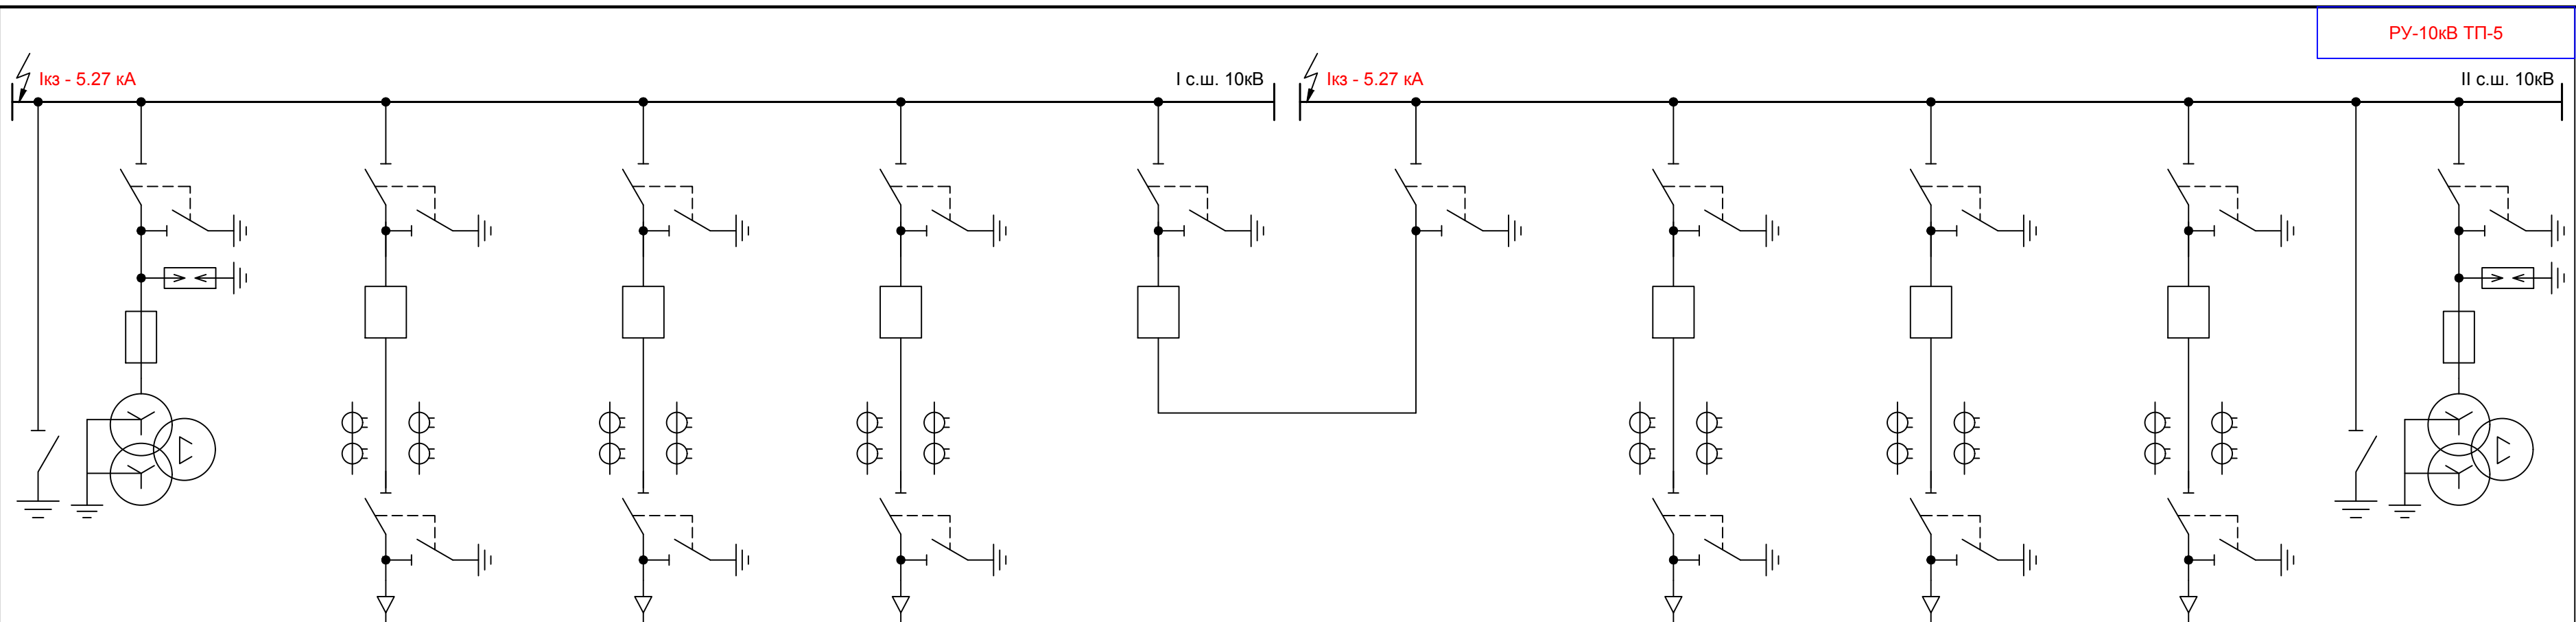 РУ-10кВ ТП-5
Iкз - 5.27 кА
I с.ш. 10кВ
Iкз - 5.27 кА
II с.ш. 10кВ